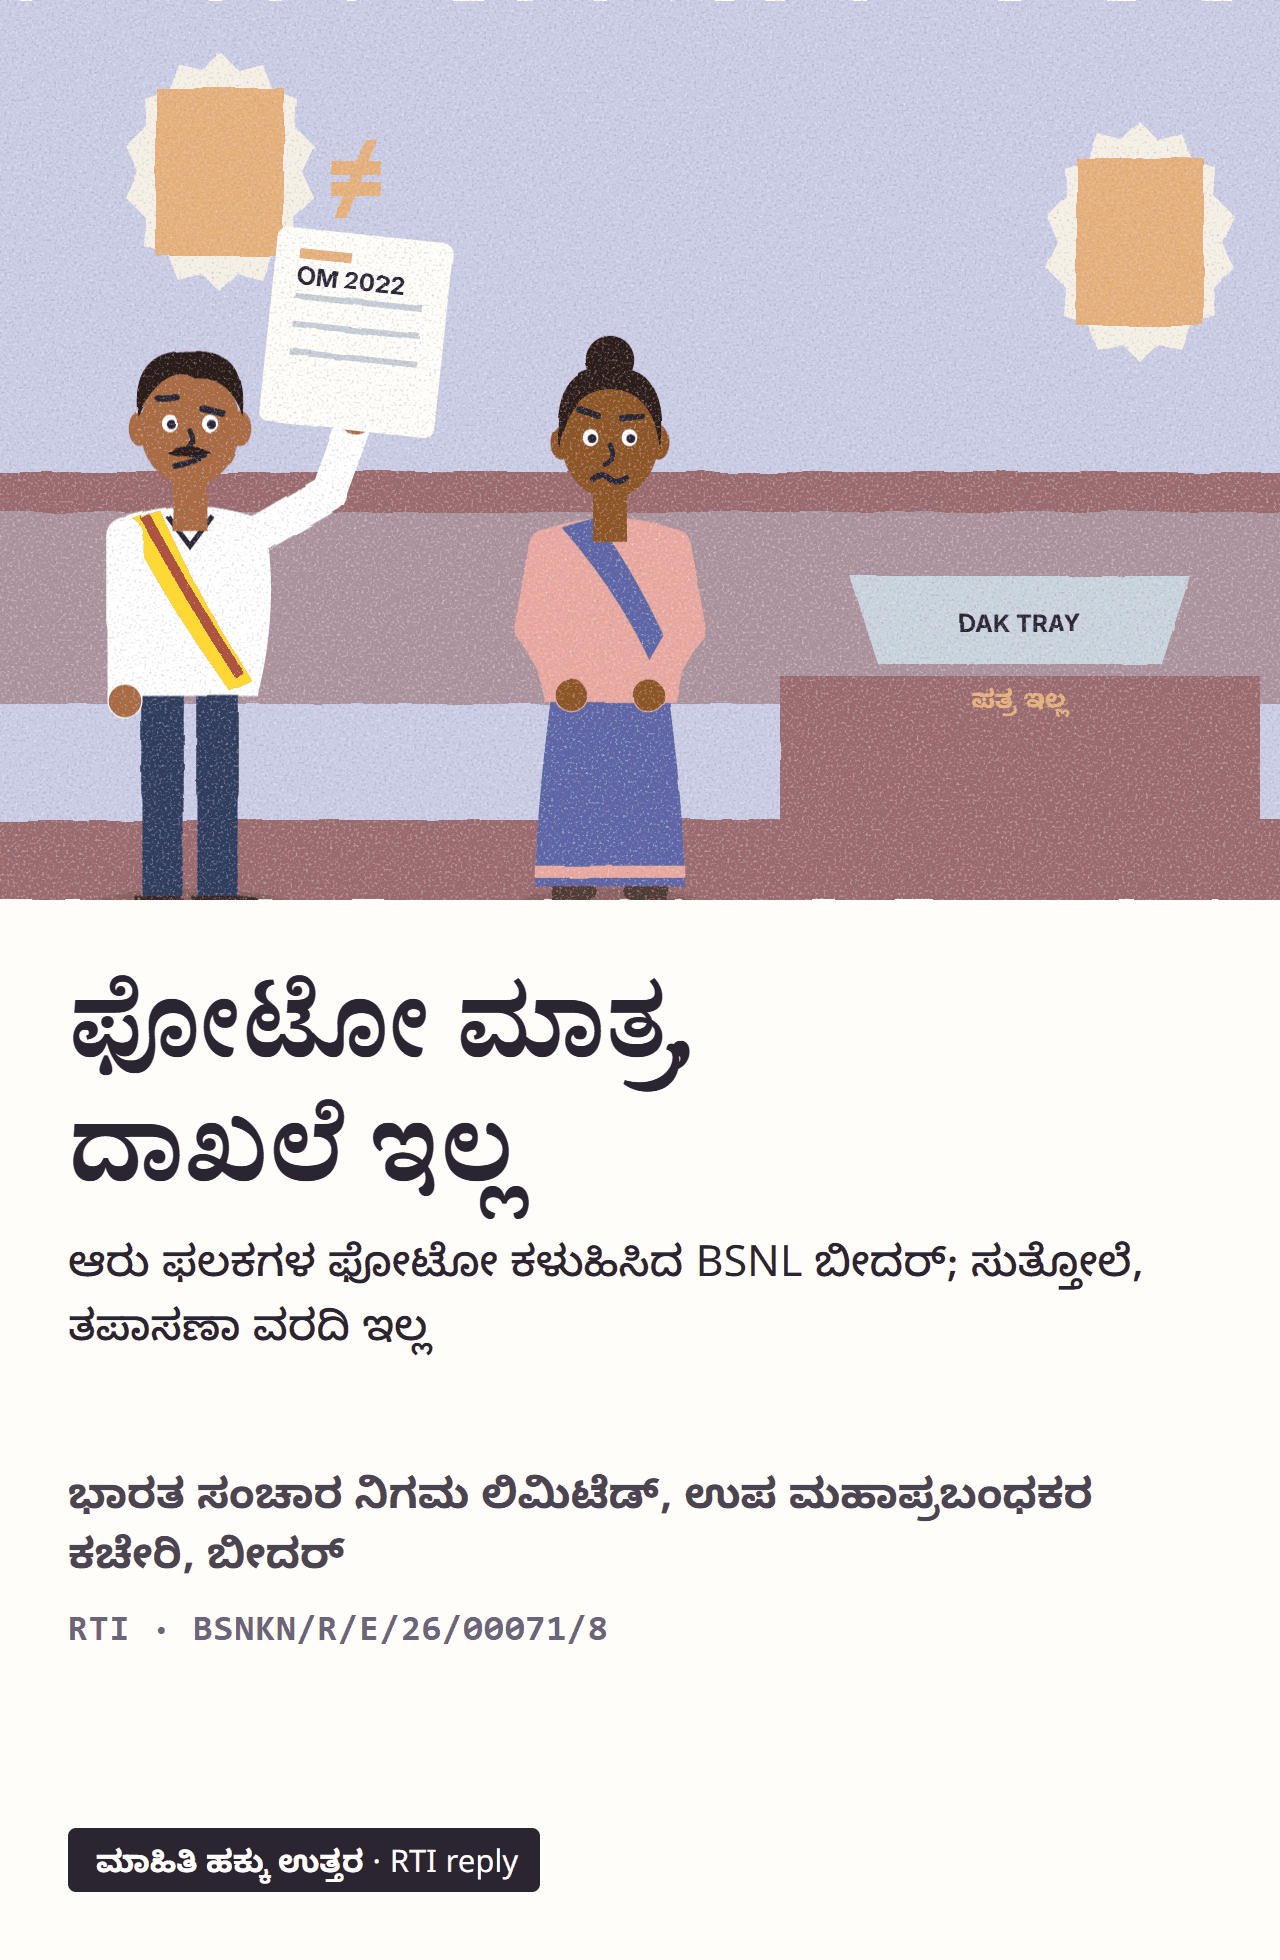 ≠
OM 2022
DAK TRAY
ಪತ್ರ ಇಲ್ಲ
ಫೋಟೋ ಮಾತ್ರ,
ದಾಖಲೆ ಇಲ್ಲ
ಆರು ಫಲಕಗಳ ಫೋಟೋ ಕಳುಹಿಸಿದ BSNL ಬೀದರ್; ಸುತ್ತೋಲೆ,
ತಪಾಸಣಾ ವರದಿ ಇಲ್ಲ
ಭಾರತ ಸಂಚಾರ ನಿಗಮ ಲಿಮಿಟೆಡ್, ಉಪ ಮಹಾಪ್ರಬಂಧಕರ
ಕಚೇರಿ, ಬೀದರ್
RTI · BSNKN/R/E/26/00071/8
ಮಾಹಿತಿ ಹಕ್ಕು ಉತ್ತರ · RTI reply